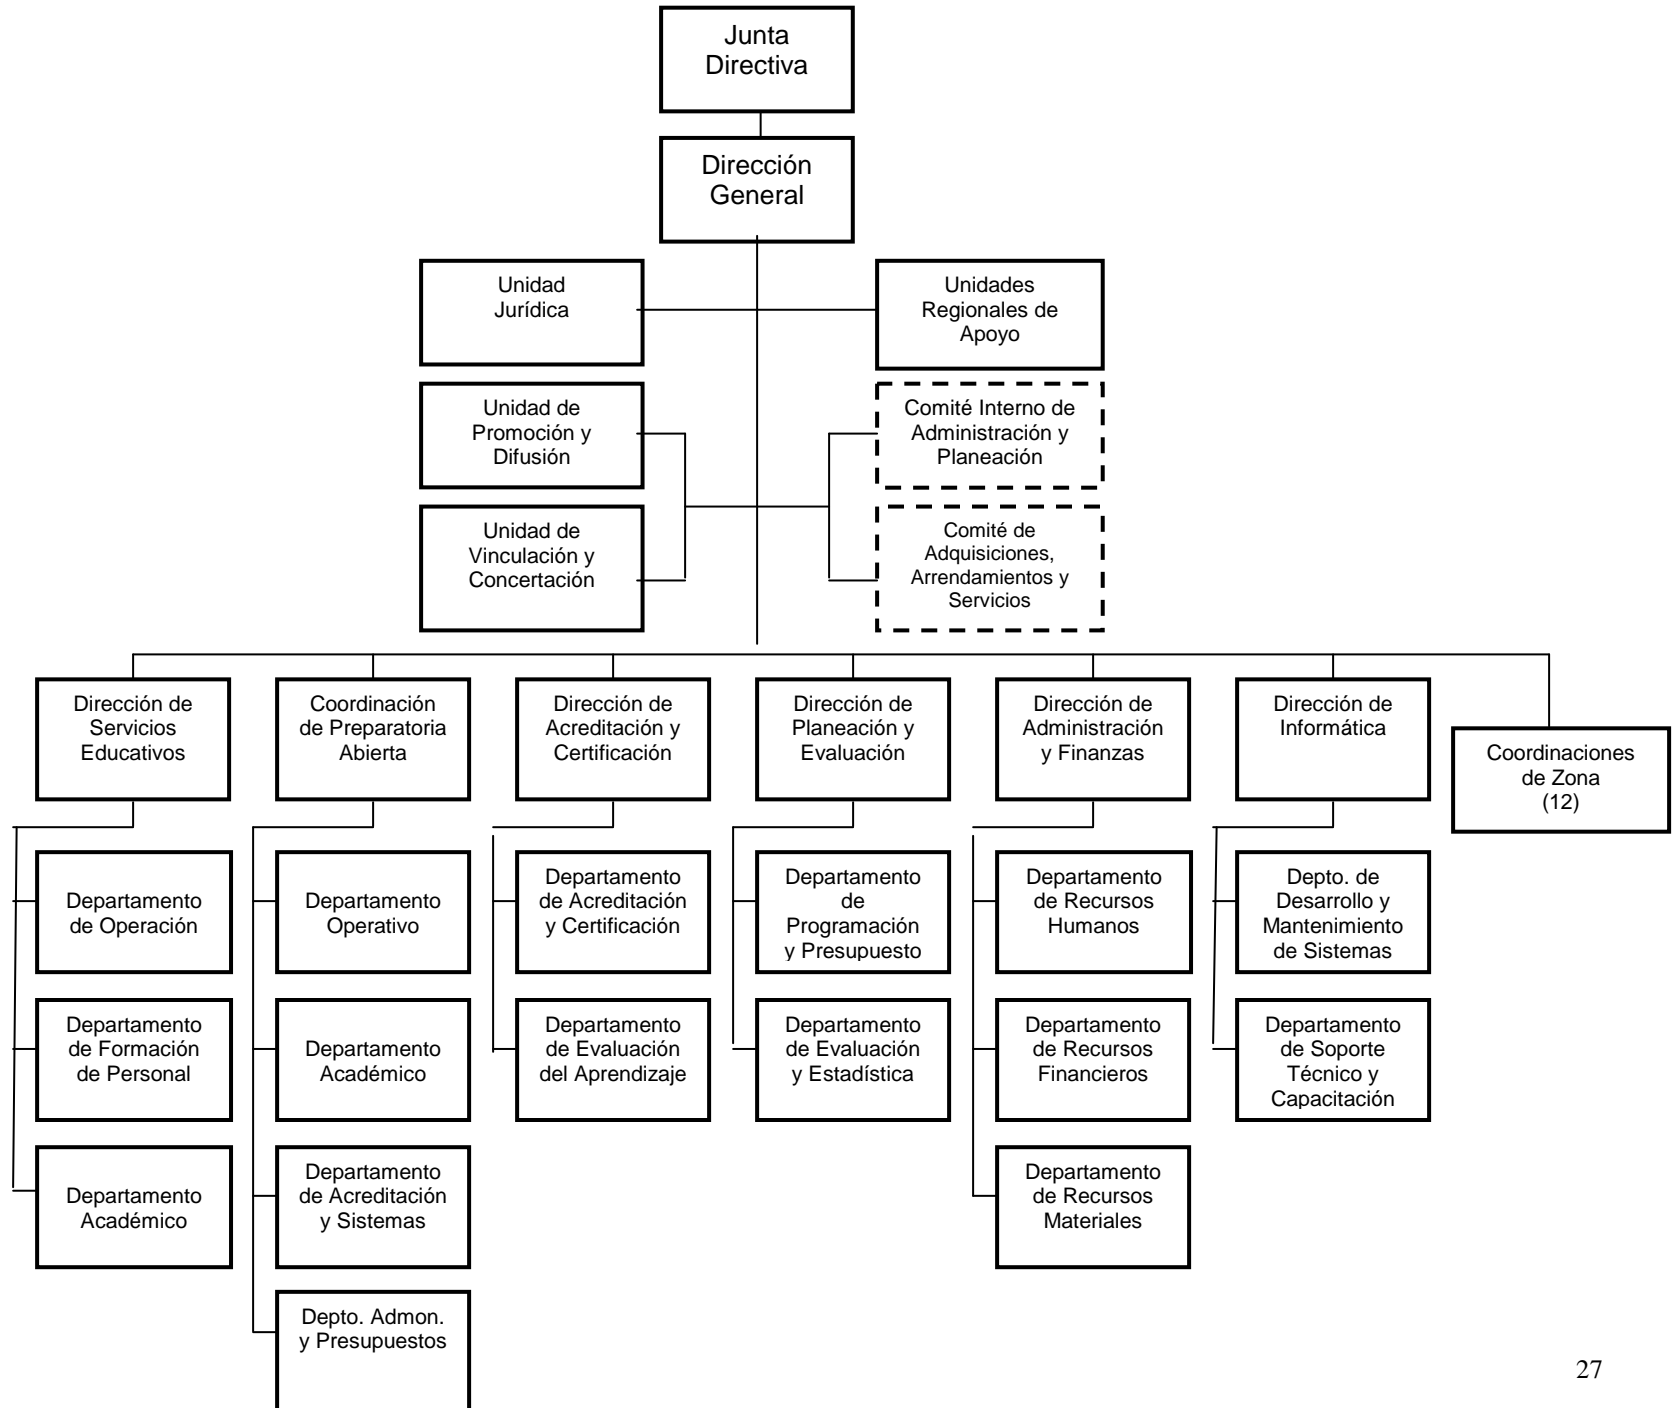 Junta
Directiva
Dirección
General
Unidad
Jurídica
Unidades
Regionales de
Apoyo
Unidad de
Promoción y
Difusión
Comité Interno de
Administración y
Planeación
Unidad de
Vinculación y
Concertación
Comité de
Adquisiciones,
Arrendamientos y
Servicios
Dirección de
Servicios
Educativos
Coordinación
de Preparatoria
Abierta
Dirección de
Acreditación y
Certificación
Dirección de
Planeación y
Evaluación
Dirección de
Administración
y Finanzas
Dirección de
Informática
Coordinaciones
de Zona
(12)
Departamento
de Operación
Departamento
Operativo
Departamento
de Acreditación
y Certificación
Departamento
de
Programación
y Presupuesto
Departamento
de Recursos
Humanos
Depto. de
Desarrollo y
Mantenimiento
de Sistemas
Departamento
de Formación
de Personal
Departamento
Académico
Departamento
de Evaluación
del Aprendizaje
Departamento
de Evaluación
y Estadística
Departamento
de Recursos
Financieros
Departamento
de Soporte
Técnico y
Capacitación
Departamento
Académico
Departamento
de Acreditación
y Sistemas
Departamento
de Recursos
Materiales
Depto. Admon.
y Presupuestos
27